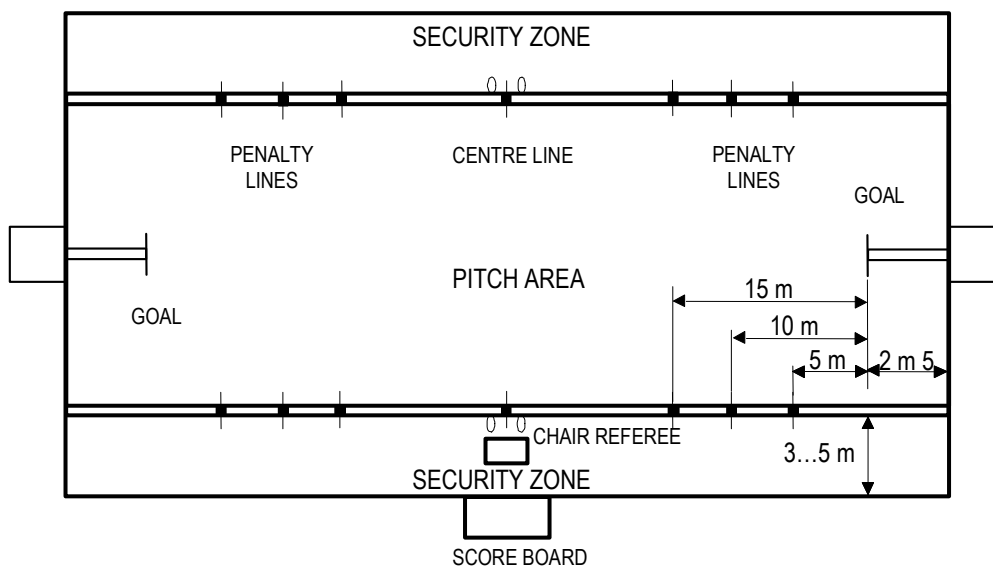 SECURITY ZONE
PENALTY
LINES
CENTRE LINE
PENALTY
LINES
GOAL
PITCH AREA
15 m
GOAL
10 m
5 m
2 m 5
CHAIR REFEREE
3…5 m
SECURITY ZONE
SCORE BOARD